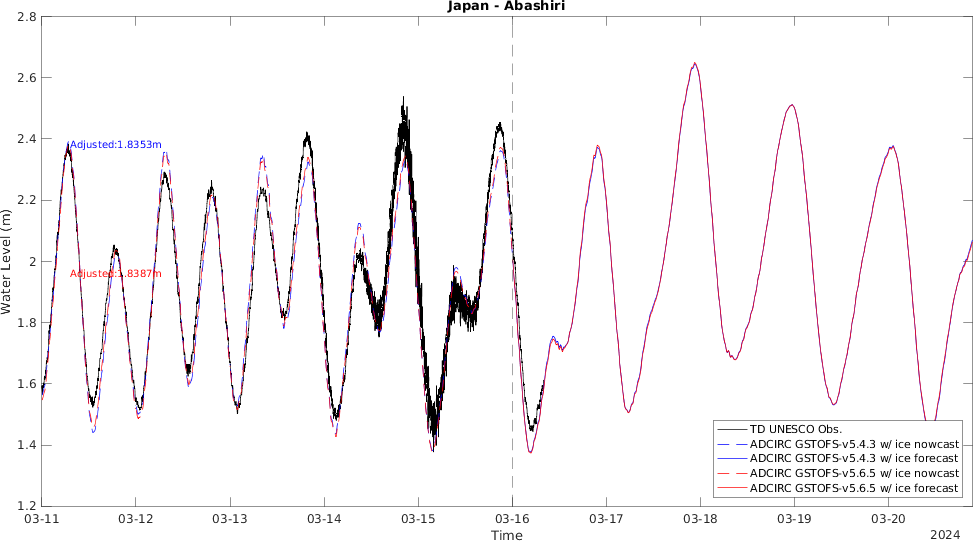 Japan - Abashiri
2.8
2.6
2.4
2.2
2
1.8
1.6
1.4
1.2
Water Level (m)
Adjusted:1.8353m
Adjusted:1.8387m
TD UNESCO Obs.
ADCIRC GSTOFS-v5.4.3 w/ ice nowcast
ADCIRC GSTOFS-v5.4.3 w/ ice forecast
ADCIRC GSTOFS-v5.6.5 w/ ice nowcast
ADCIRC GSTOFS-v5.6.5 w/ ice forecast
03-11 03-12 03-13 03-14 03-15 03-16 03-17 03-18 03-19 03-20
Time
2024